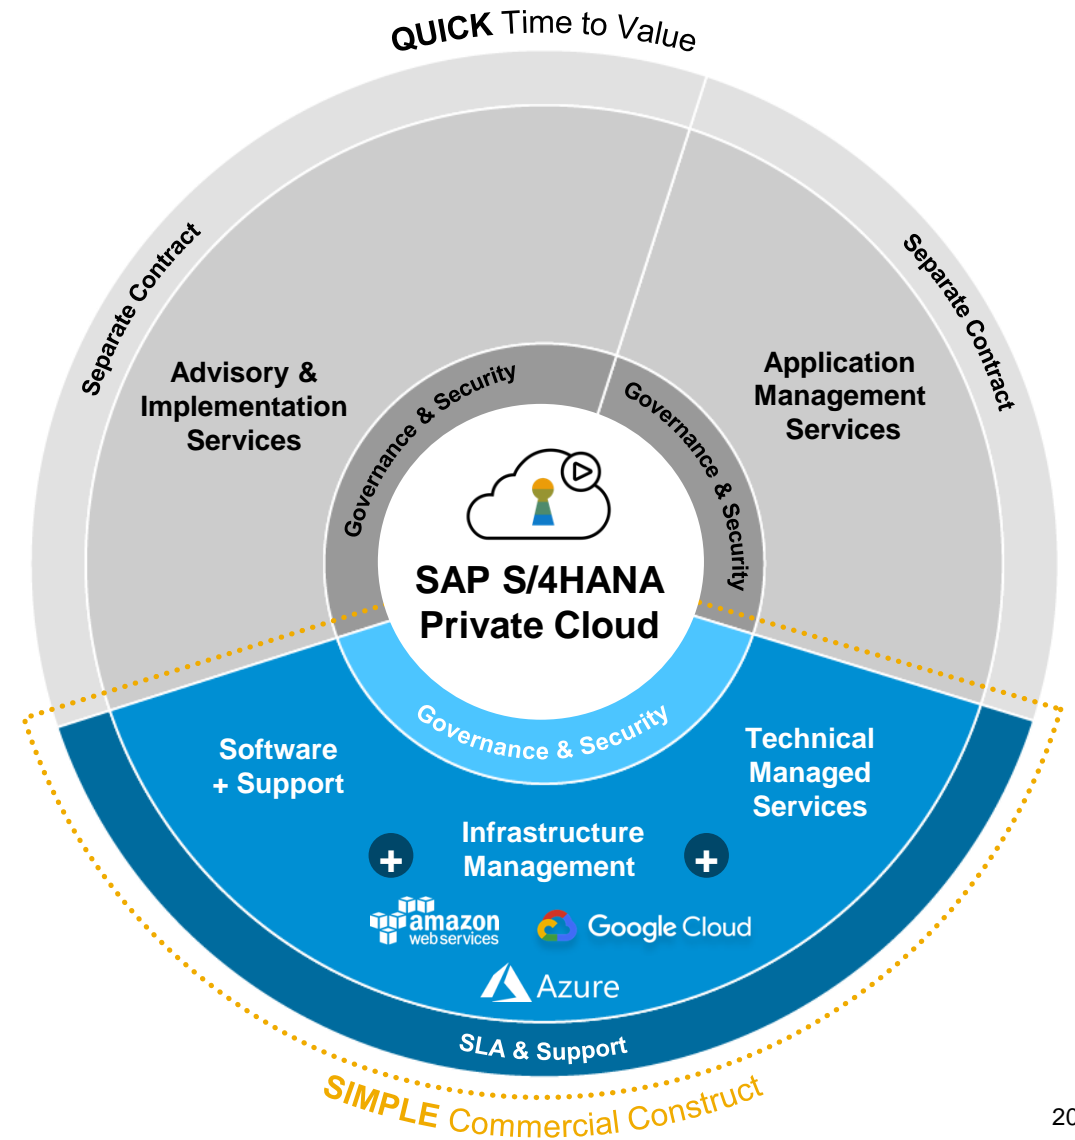 QUICK Time to Value
Separate Contract
Separate Contract
Advisory &
Implementation
Services
Application
Management
Services
Governance & Security
Governance & Security
SAP S/4HANA
Private Cloud
Governance & Security
Software
+ Support
Technical
Managed
Services
+
Infrastructure
Management
+
amazon
web services
Google Cloud
Azure
SLA & Support
SIMPLE Commercial Construct
20